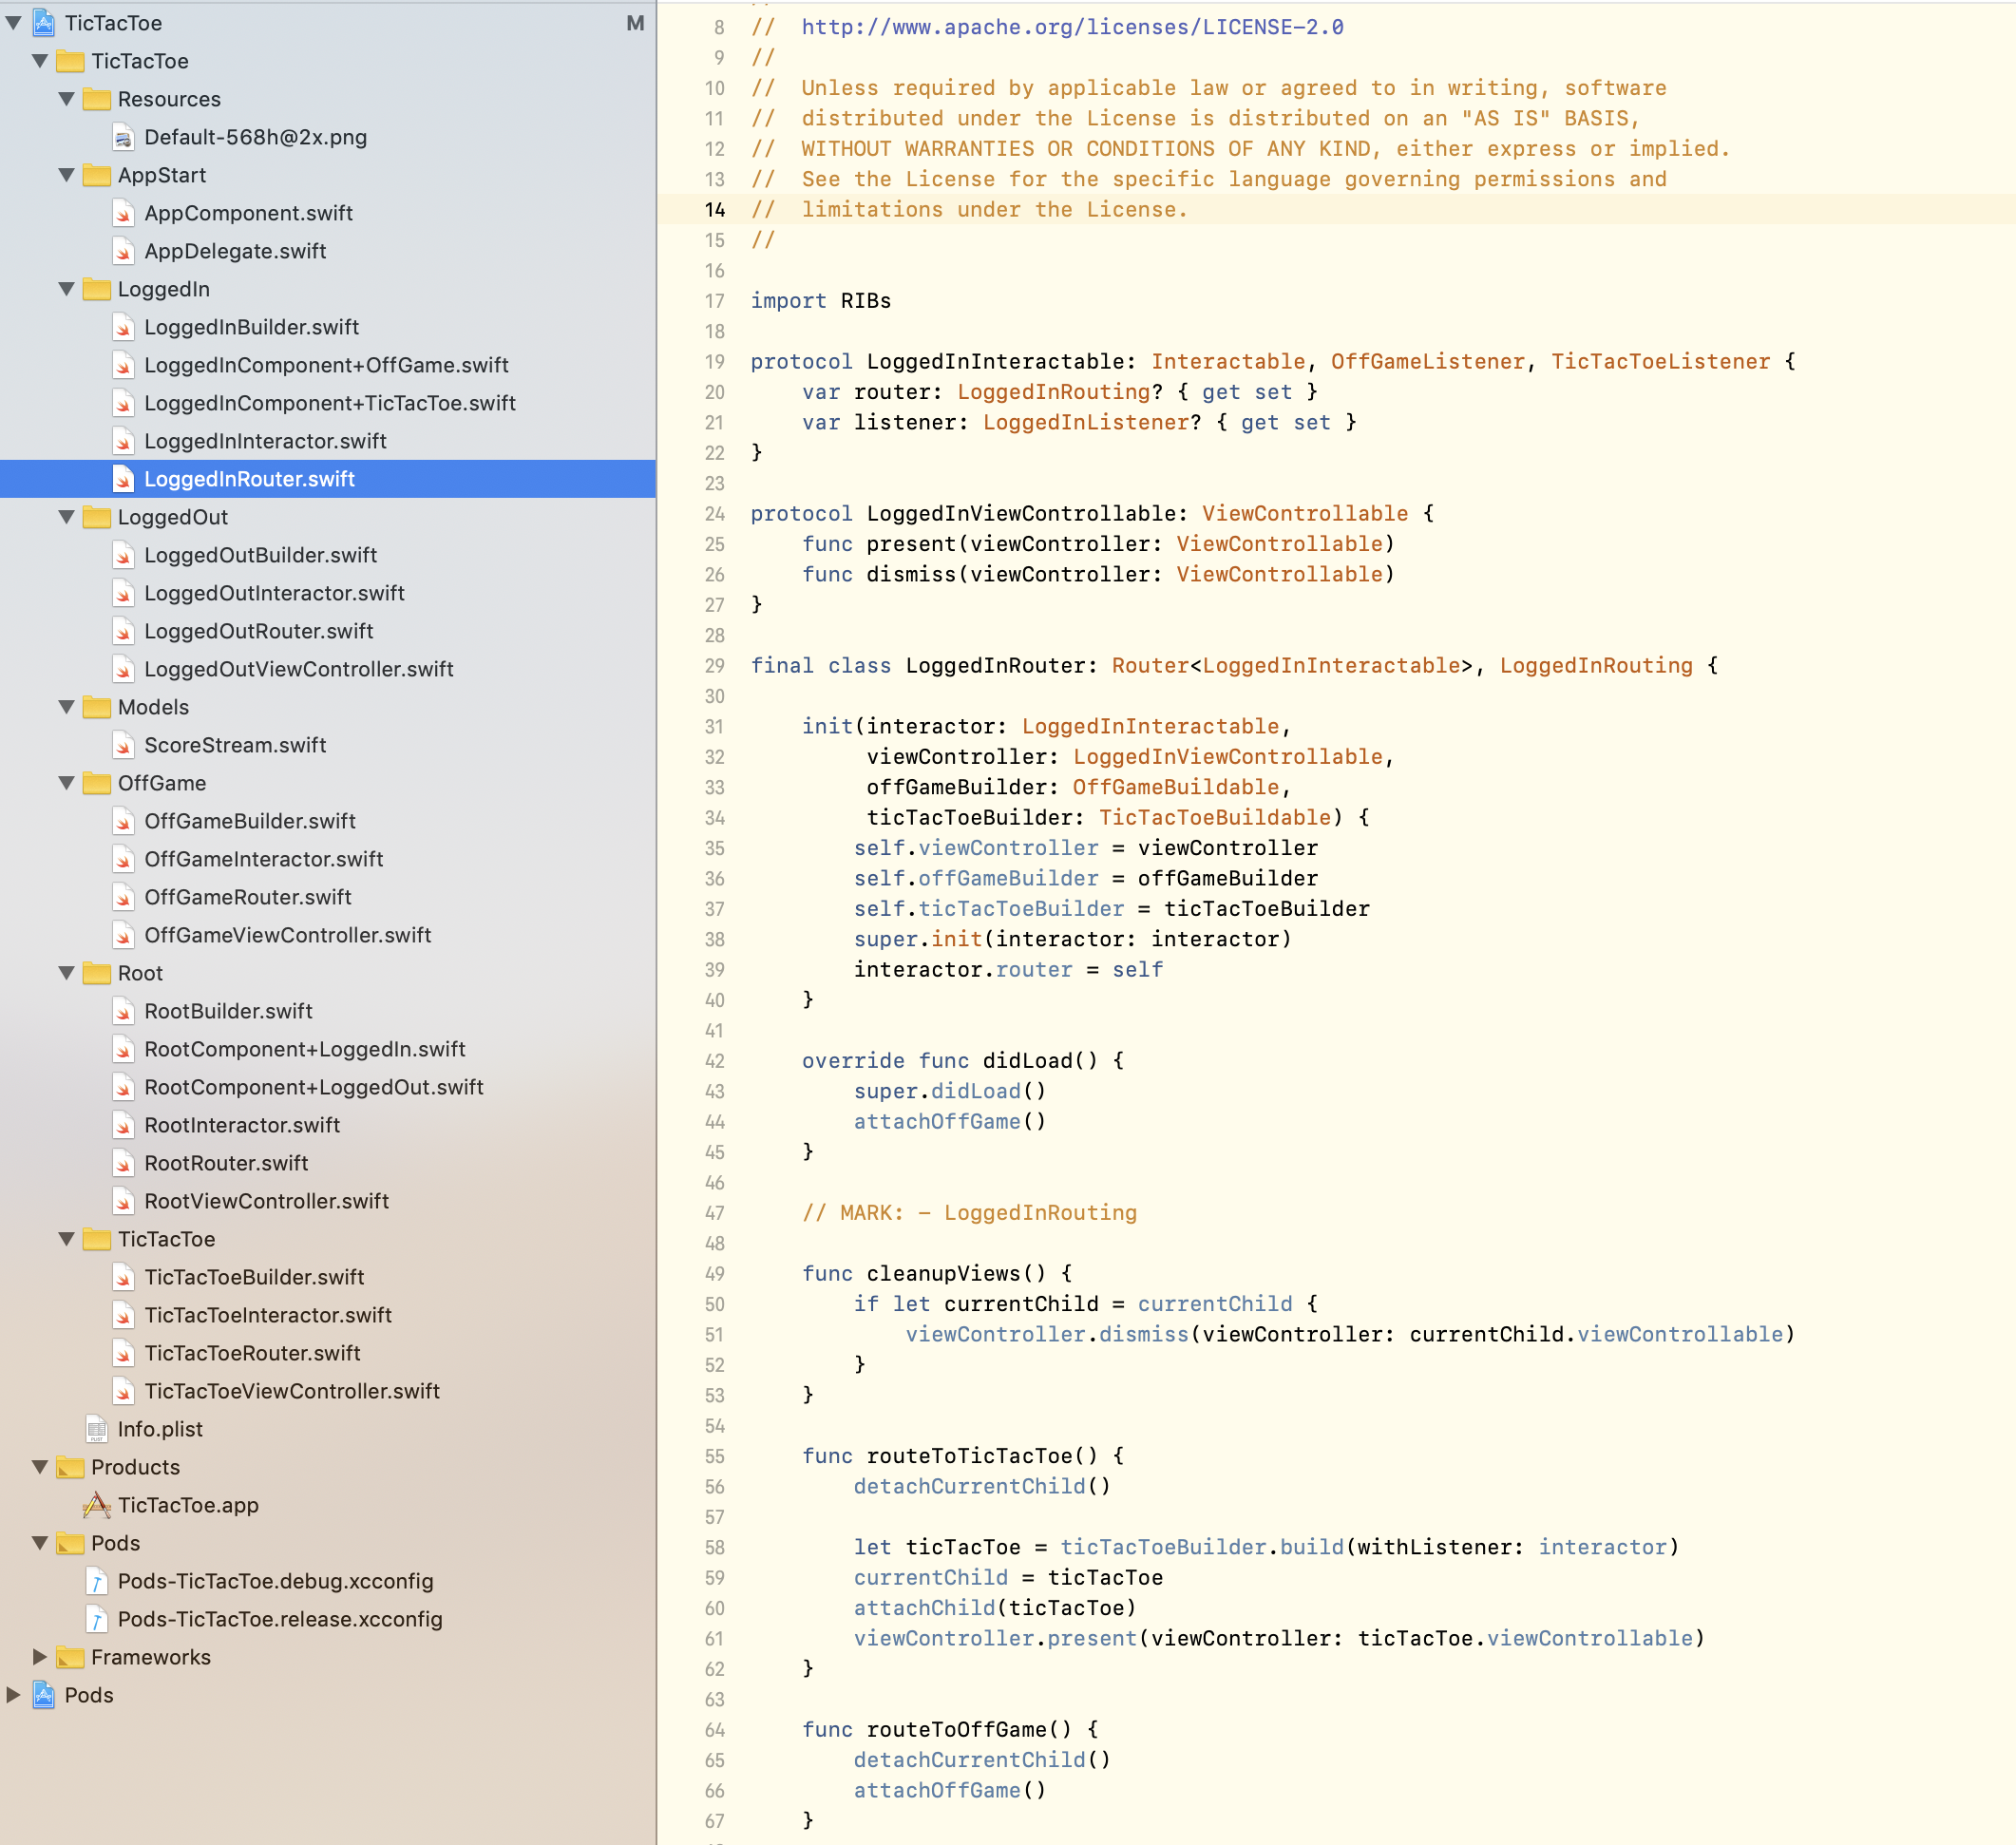 TicTacToe M
TicTacToe
Resources
Default-568h@2x.png
AppStart
AppComponent.swift
AppDelegate.swift
LoggedIn
LoggedInBuilder.swift
LoggedInComponent+OffGame.swift
LoggedInComponent+TicTacToe.swift
LoggedInInteractor.swift
LoggedInRouter.swift
LoggedOut
LoggedOutBuilder.swift
LoggedOutInteractor.swift
LoggedOutRouter.swift
LoggedOutViewController.swift
Models
ScoreStream.swift
OffGame
OffGameBuilder.swift
OffGameInteractor.swift
OffGameRouter.swift
OffGameViewController.swift
Root
RootBuilder.swift
RootComponent+LoggedIn.swift
RootComponent+LoggedOut.swift
RootInteractor.swift
RootRouter.swift
RootViewController.swift
TicTacToe
TicTacToeBuilder.swift
TicTacToeInteractor.swift
TicTacToeRouter.swift
TicTacToeViewController.swift
Info.plist
Products
TicTacToe.app
Pods
Pods-TicTacToe.debug.xcconfig
Pods-TicTacToe.release.xcconfig
Frameworks
Pods
8 //  http://www.apache.org/licenses/LICENSE-2.0
9 //
10 //  Unless required by applicable law or agreed to in writing, software
11 //  distributed under the License is distributed on an "AS IS" BASIS,
12 //  WITHOUT WARRANTIES OR CONDITIONS OF ANY KIND, either express or implied.
13 //  See the License for the specific language governing permissions and
14 //  limitations under the License.
15 //
16
17 import RIBs
18
19 protocol LoggedInInteractable: Interactable, OffGameListener, TicTacToeListener {
20     var router: LoggedInRouting? { get set }
21     var listener: LoggedInListener? { get set }
22 }
23
24 protocol LoggedInViewControllable: ViewControllable {
25     func present(viewController: ViewControllable)
26     func dismiss(viewController: ViewControllable)
27 }
28
29 final class LoggedInRouter: Router<LoggedInInteractable>, LoggedInRouting {
30
31     init(interactor: LoggedInInteractable,
32          viewController: LoggedInViewControllable,
33          offGameBuilder: OffGameBuildable,
34          ticTacToeBuilder: TicTacToeBuildable) {
35         self.viewController = viewController
36         self.offGameBuilder = offGameBuilder
37         self.ticTacToeBuilder = ticTacToeBuilder
38         super.init(interactor: interactor)
39         interactor.router = self
40     }
41
42     override func didLoad() {
43         super.didLoad()
44         attachOffGame()
45     }
46
47     // MARK: - LoggedInRouting
48
49     func cleanupViews() {
50         if let currentChild = currentChild {
51             viewController.dismiss(viewController: currentChild.viewControllable)
52         }
53     }
54
55     func routeToTicTacToe() {
56         detachCurrentChild()
57
58         let ticTacToe = ticTacToeBuilder.build(withListener: interactor)
59         currentChild = ticTacToe
60         attachChild(ticTacToe)
61         viewController.present(viewController: ticTacToe.viewControllable)
62     }
63
64     func routeToOffGame() {
65         detachCurrentChild()
66         attachOffGame()
67     }